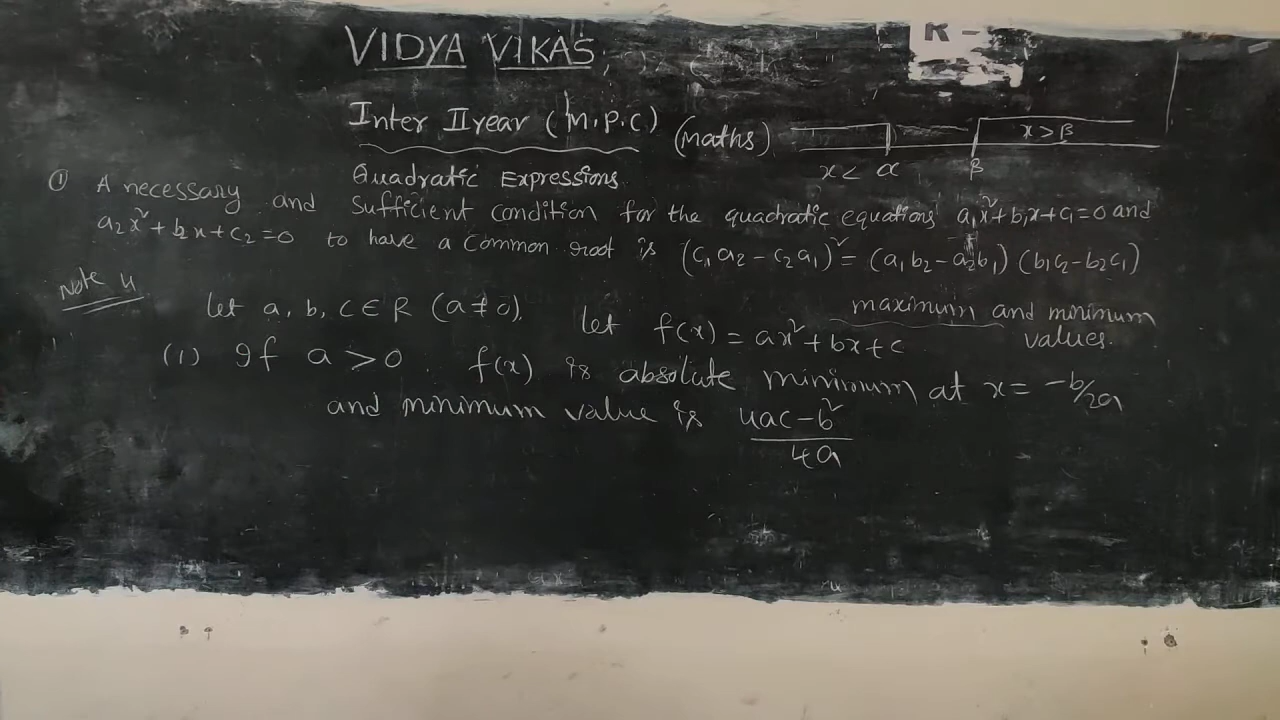 VIDYA VIKAS
R -
Inter II year (M.P.C) (Maths)
x < α β x > β
Quadratic Expressions
① A necessary and Sufficient condition for the quadratic equations a₁x²+b₁x+c₁=0 and
a₂x²+b₂x+c₂=0 to have a Common root is (c₁a₂-c₂a₁)²=(a₁b₂-a₂b₁)(b₁c₂-b₂c₁)
Note 4
maximum and minimum
values.
let a, b, c ∈ R (a≠0). let f(x)=ax²+bx+c
(1) If a>0. f(x) is absolute minimum at x=-b/2a
and minimum value is 4ac-b²/4a